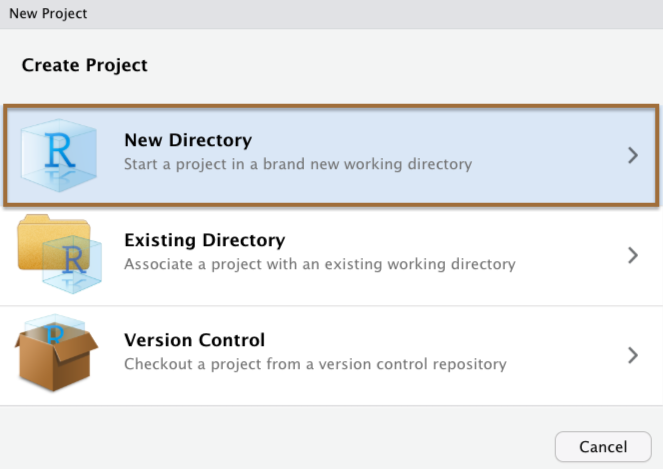 New Project
Create Project
R
New Directory
Start a project in a brand new working directory
R
Existing Directory
Associate a project with an existing working directory
R
Version Control
Checkout a project from a version control repository
Cancel